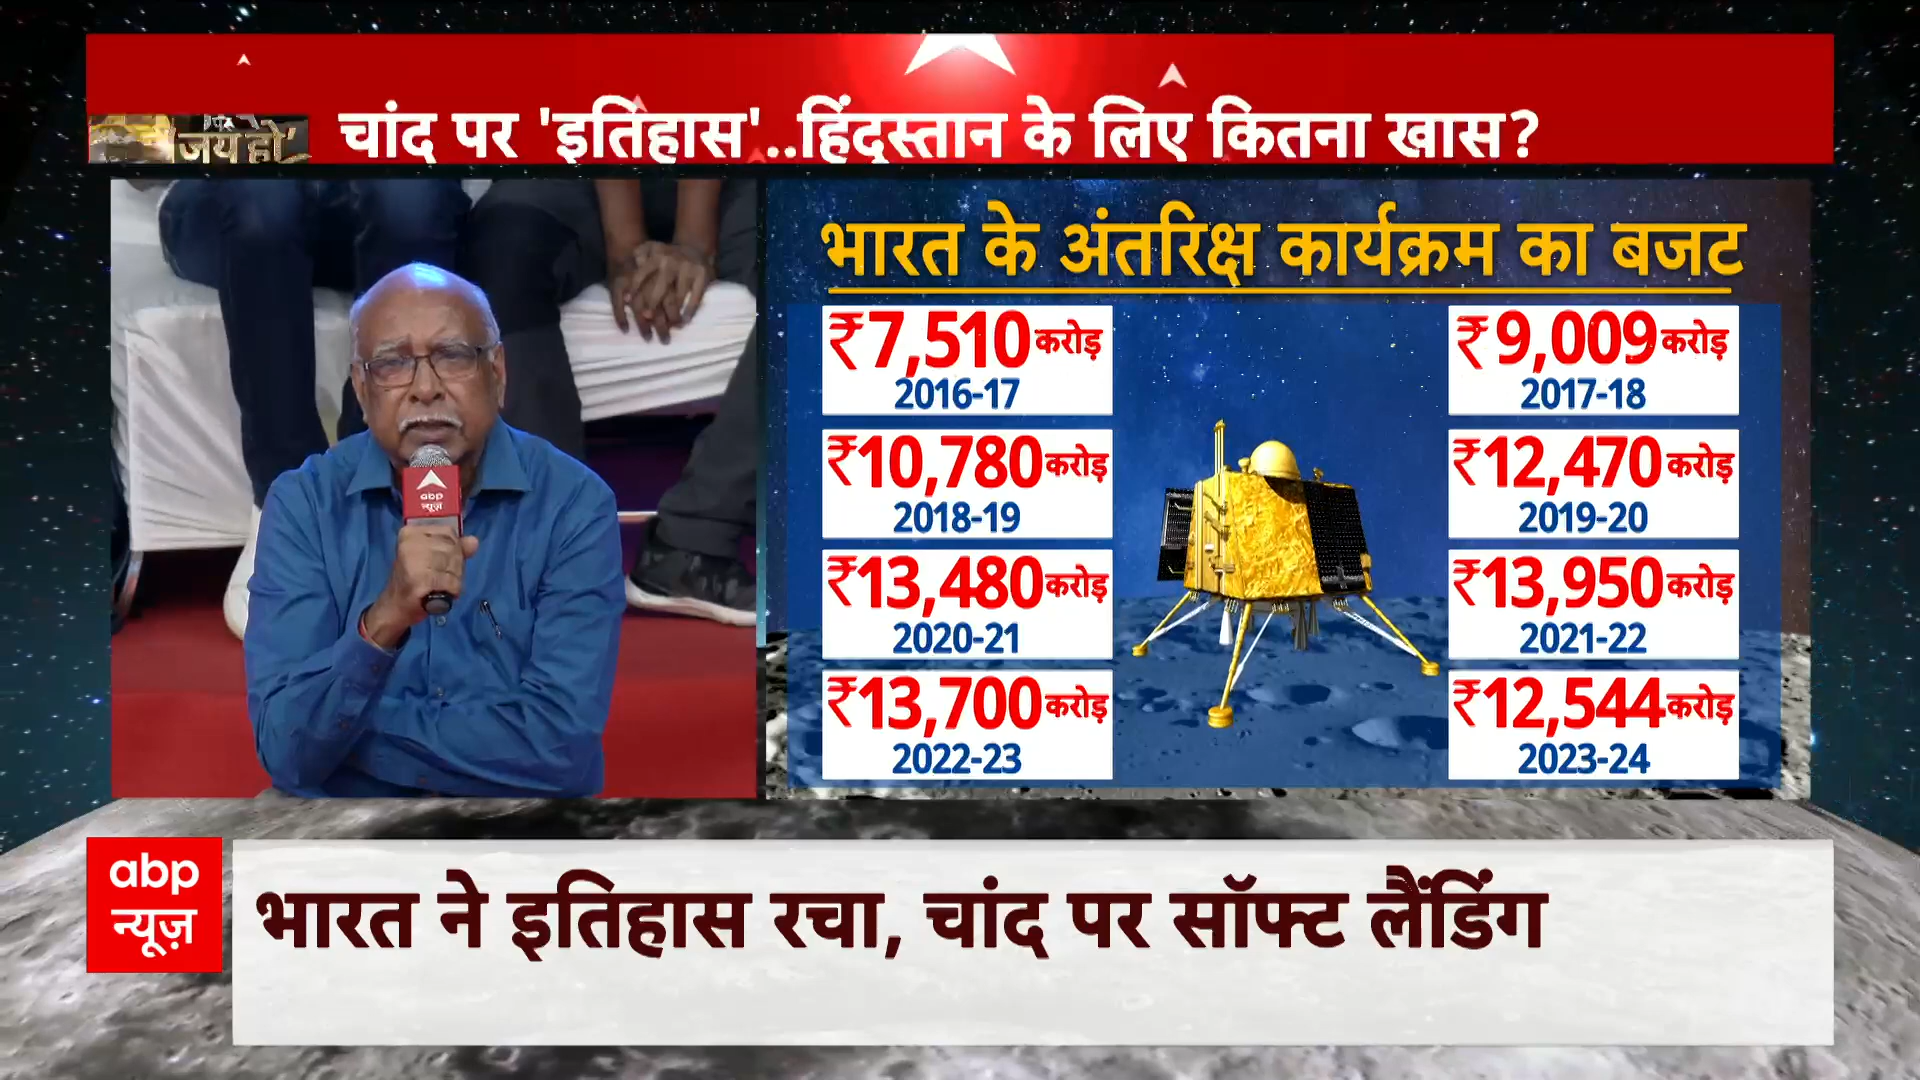 चांद पर 'इतिहास'..हिंदुस्तान के लिए कितना खास?
जय हो'
भारत के अंतरिक्ष कार्यक्रम का बजट
₹7,510 करोड़
2016-17
₹9,009 करोड़
2017-18
₹10,780 करोड़
2018-19
₹12,470 करोड़
2019-20
₹13,480 करोड़
2020-21
₹13,950 करोड़
2021-22
₹13,700 करोड़
2022-23
₹12,544 करोड़
2023-24
abp
न्यूज़
abp
न्यूज़
भारत ने इतिहास रचा, चांद पर सॉफ्ट लैंडिंग